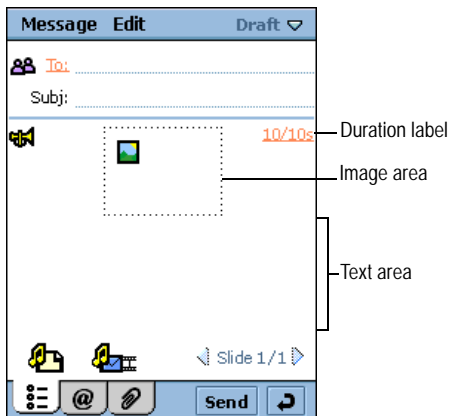 Message Edit Draft
To:
Subj:
10/10s
Duration label
Image area
Text area
Slide 1/1
@
Send